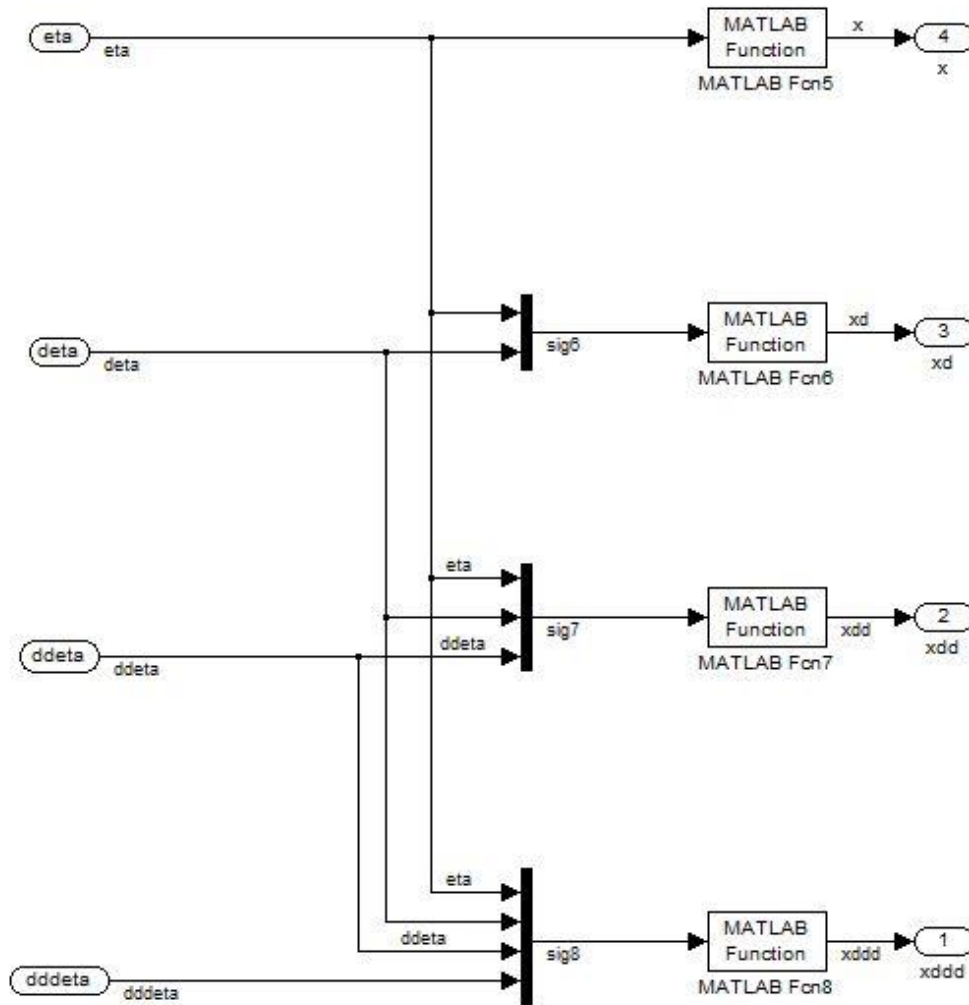 eta
eta
MATLAB
Function
MATLAB Fcn5
x
4
x
deta
deta
sig6
MATLAB
Function
MATLAB Fcn6
xd
3
xd
eta
ddeta
ddeta
ddeta
sig7
MATLAB
Function
MATLAB Fcn7
xdd
2
xdd
eta
ddeta
dddeta
dddeta
sig8
MATLAB
Function
MATLAB Fcn8
xddd
1
xddd